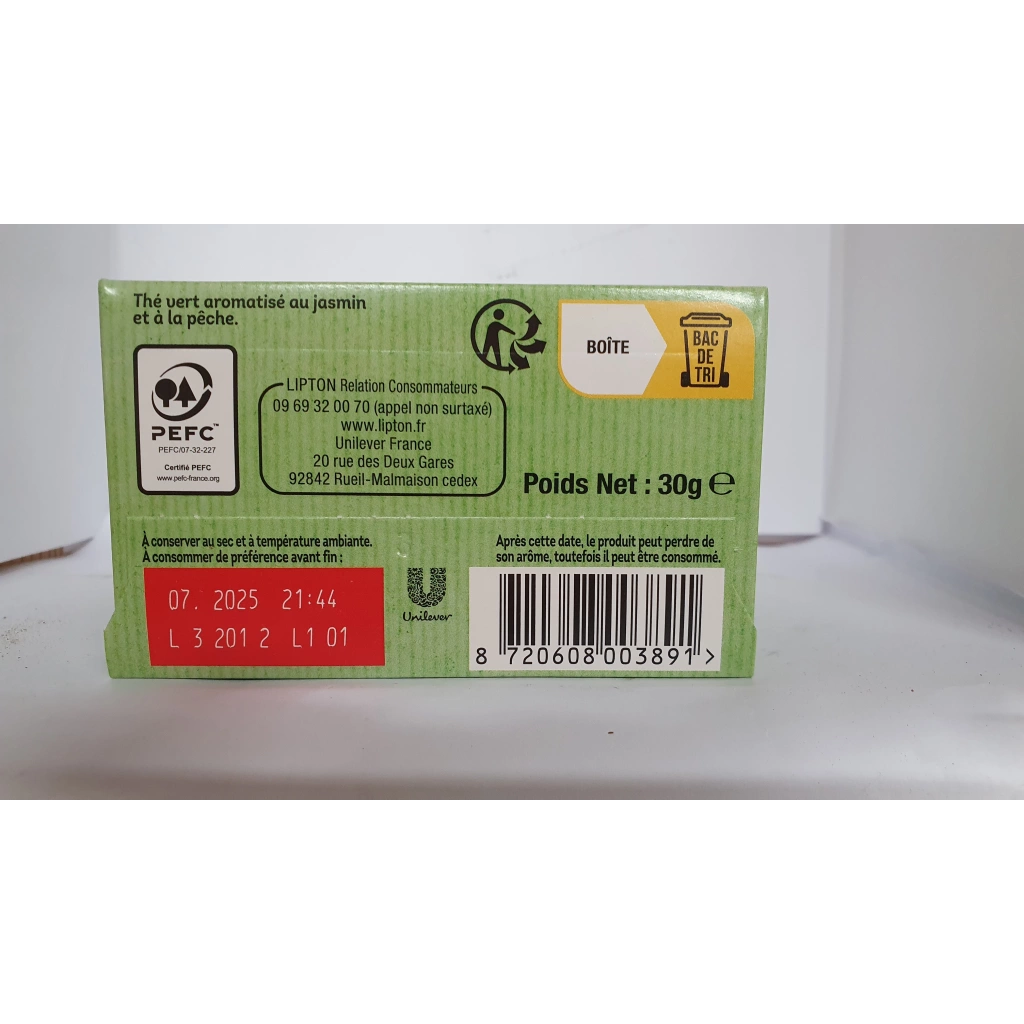 Thé vert aromatisé au jasmin
et à la pêche.
BOÎTE
BAC
DE
TRI
PEFC™
PEFC/07-32-227
Certifié PEFC
www.pefc-france.org
LIPTON Relation Consommateurs
09 69 32 00 70 (appel non surtaxé)
www.lipton.fr
Unilever France
20 rue des Deux Gares
92842 Rueil-Malmaison cedex
Poids Net : 30g ℮
À conserver au sec et à température ambiante.
À consommer de préférence avant fin :
07. 2025 21:44
L 3 201 2 L1 01
Unilever
Après cette date, le produit peut perdre de
son arôme, toutefois il peut être consommé.
8 720608 003891 >